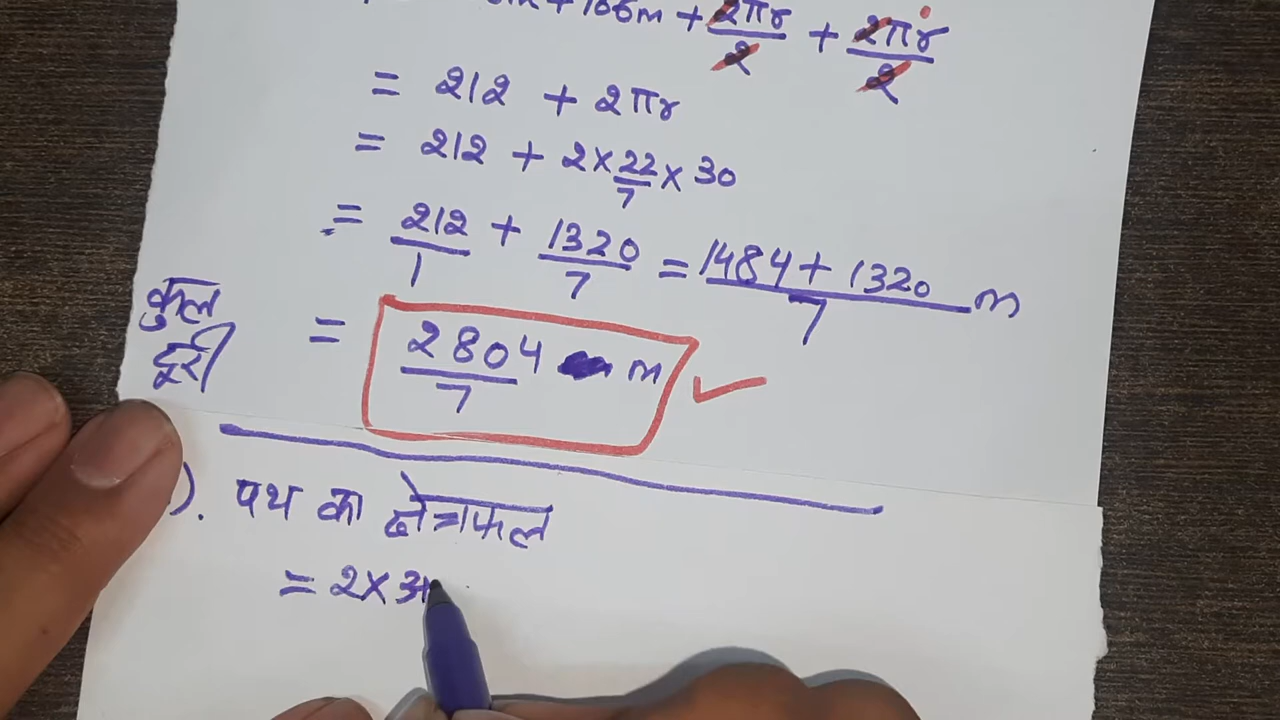 + 106m + 2πr/2 + 2πr/2
= 212 + 2πr
= 212 + 2 × 22/7 × 30
= 212/1 + 1320/7 = 1484 + 1320/7 m
कुल दूरी = 2804/7 m
). पथ का क्षेत्रफल
= 2×अ